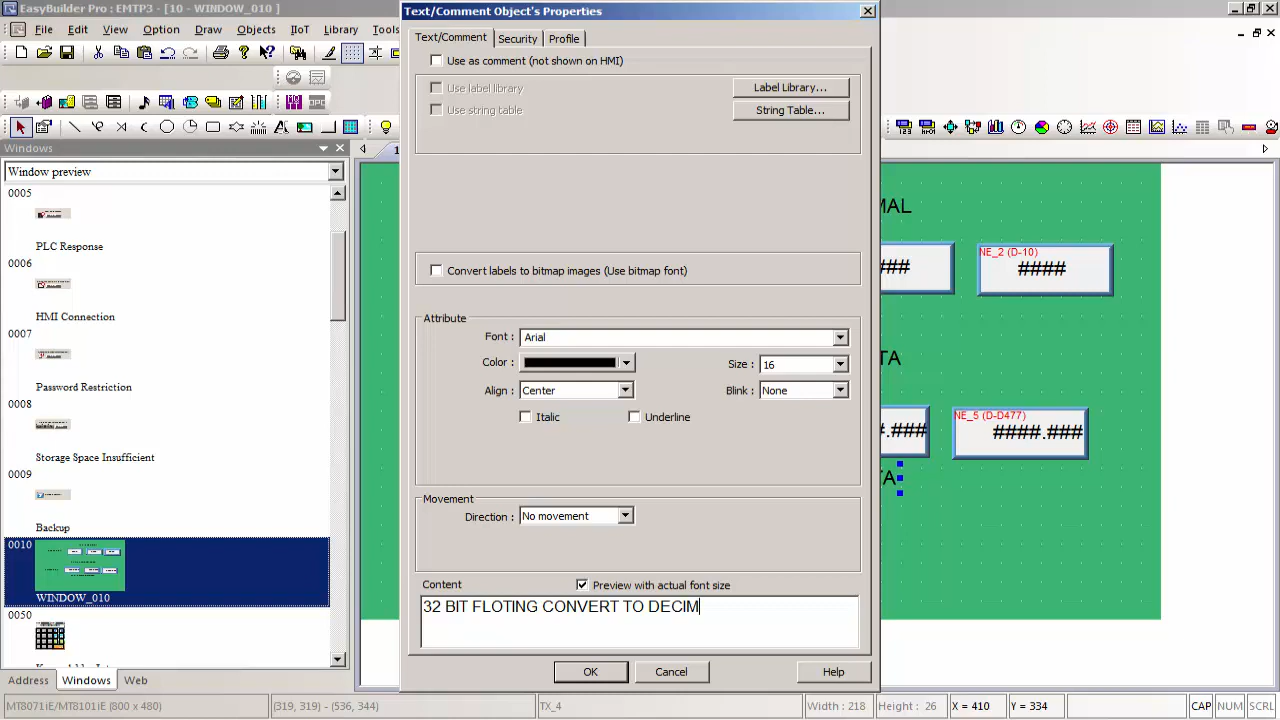 EasyBuilder Pro : EMTP3 - [10 - WINDOW_010 ]
File Edit View Option Draw Objects IIoT Library Tools
Windows
Window preview
0005
PLC Response
0006
HMI Connection
0007
Password Restriction
0008
Storage Space Insufficient
0009
Backup
0010
WINDOW_010
0050
Address Windows Web
Text/Comment Object's Properties
Text/Comment Security Profile
Use as comment (not shown on HMI)
Use label library
Label Library...
Use string table
String Table...
Convert labels to bitmap images (Use bitmap font)
Attribute
Font : Arial
Color :
Size : 16
Align : Center
Blink : None
Italic
Underline
Movement
Direction : No movement
Content
Preview with actual font size
32 BIT FLOTING CONVERT TO DECIM
OK Cancel Help
MAL
###
NE_2 (D-10)
####
TA
#.###
NE_5 (D-D477)
####.###
TA
MT8071iE/MT8101iE (800 x 480)
(319, 319) - (536, 344)
TX_4
Width : 218
Height : 26
X = 410
Y = 334
CAP NUM SCRL